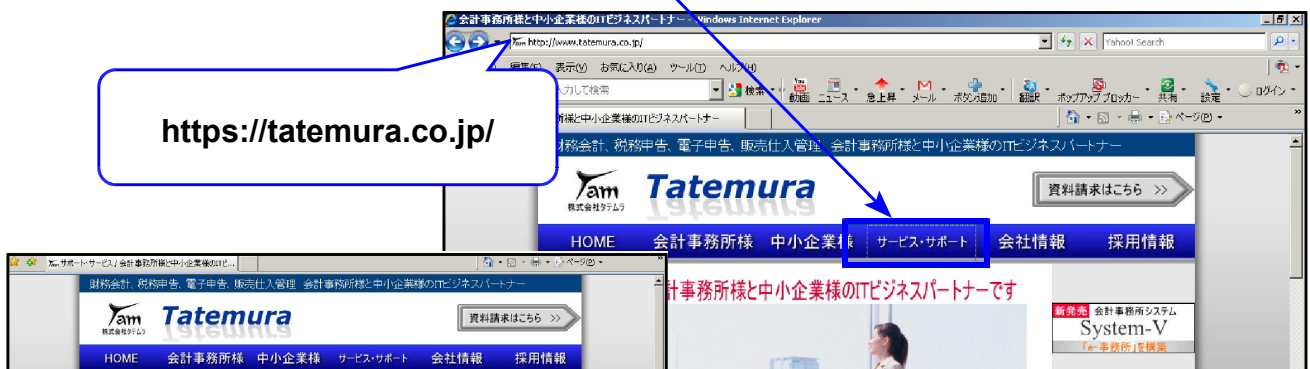 会計事務所様と中小企業様のITビジネスパートナー - Windows Internet Explorer
http://www.tatemura.co.jp/
Yahoo! Search
編集(E) 表示(V) お気に入り(A) ツール(T) ヘルプ(H)
入力して検索
検索
動画 ニュース 急上昇 メール ボタン追加 翻訳 ポップアップブロッカー 共有 設定 ログイン
所様と中小企業様のITビジネスパートナー
ページ(P)
https://tatemura.co.jp/
財務会計、税務申告、電子申告、販売仕入管理 会計事務所様と中小企業様のITビジネスパートナー
Tam
株式会社タテムラ
Tatemura
資料請求はこちら >>
HOME 会計事務所様 中小企業様 サービス・サポート 会社情報 採用情報
計事務所様と中小企業様のITビジネスパートナーです
新発売 会計事務所システム
System-V
「e-事務所」を構築
サポート・サービス / 会計事務所様と中小企業様のITビ...
ページ(P)
財務会計、税務申告、電子申告、販売仕入管理 会計事務所様と中小企業様のITビジネスパートナー
Tam
株式会社タテムラ
Tatemura
資料請求はこちら >>
HOME 会計事務所様 中小企業様 サービス・サポート 会社情報 採用情報